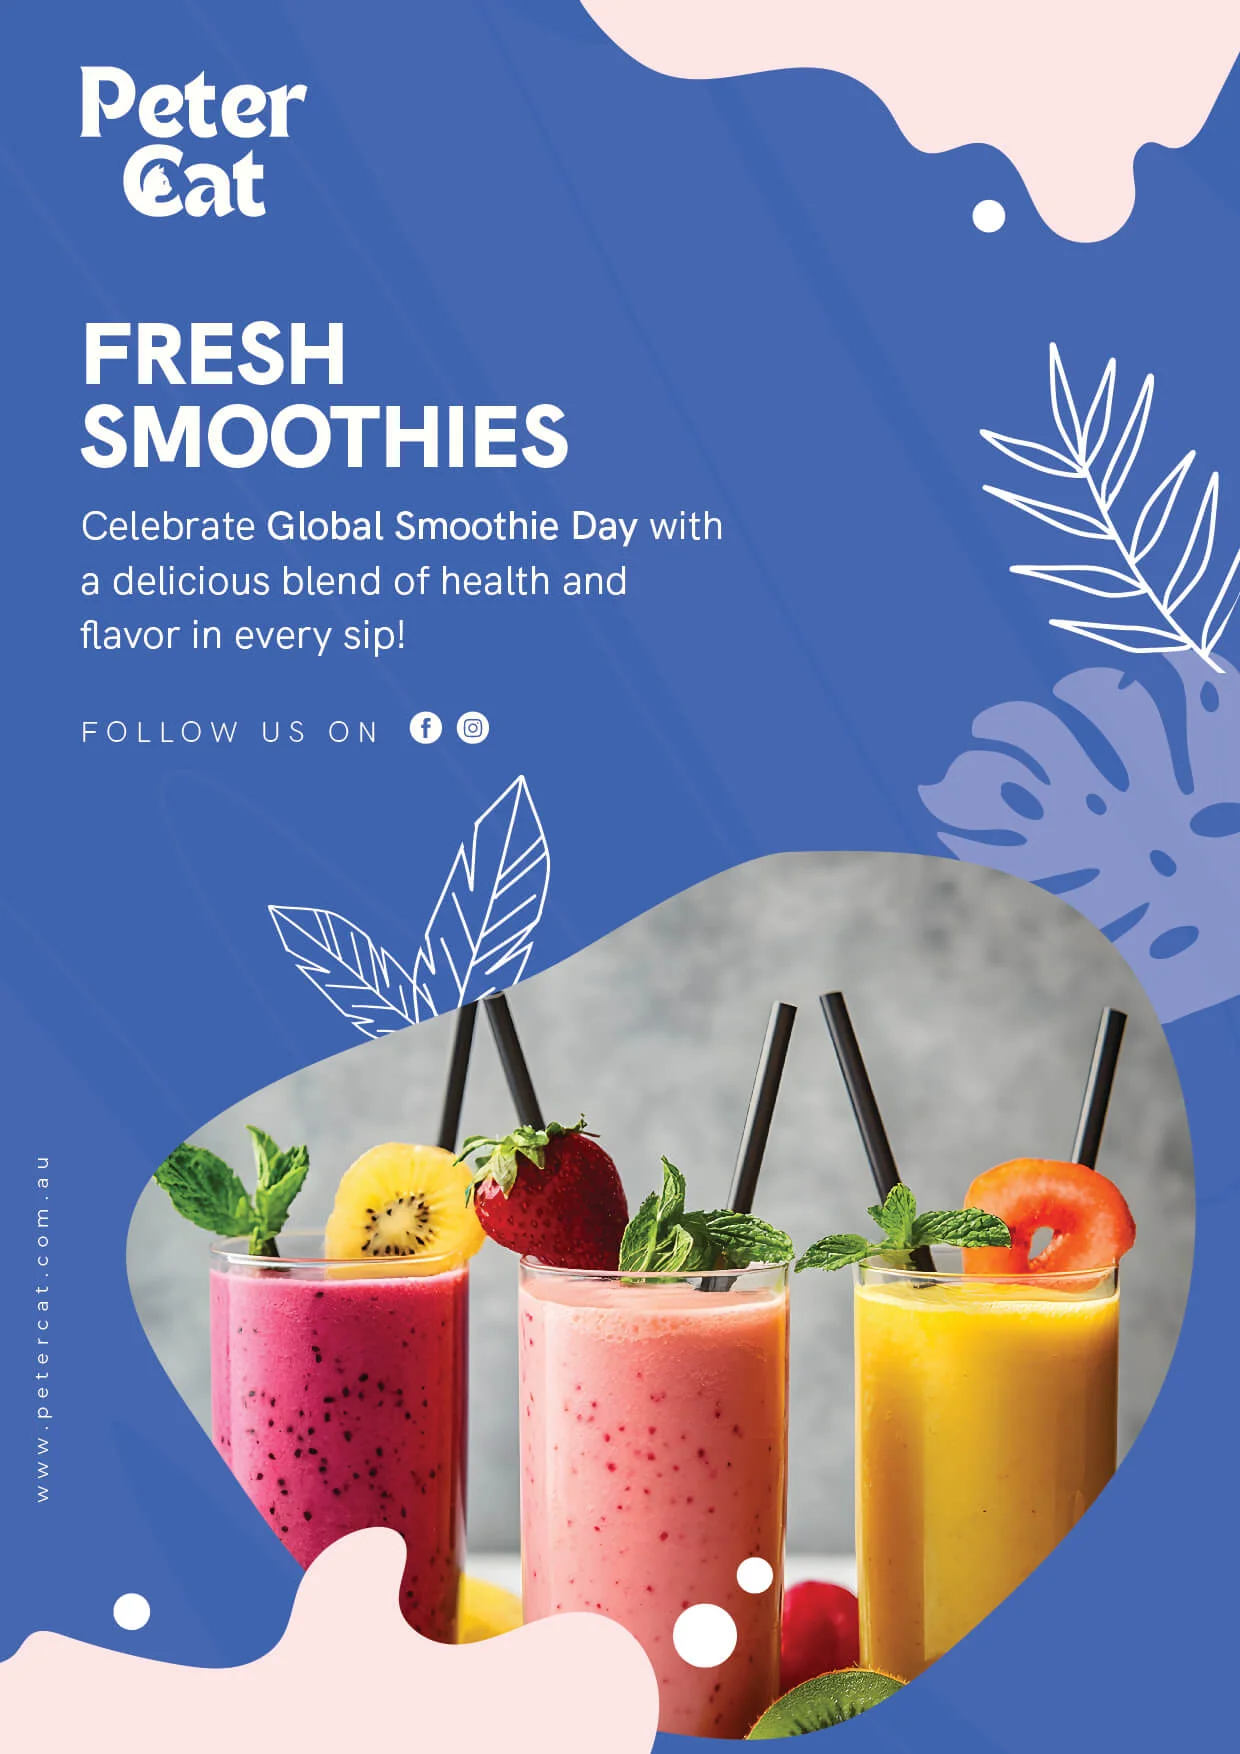 Peter
Cat
FRESH
SMOOTHIES
Celebrate Global Smoothie Day with
a delicious blend of health and
flavor in every sip!
FOLLOW US ON
www.petercat.com.au